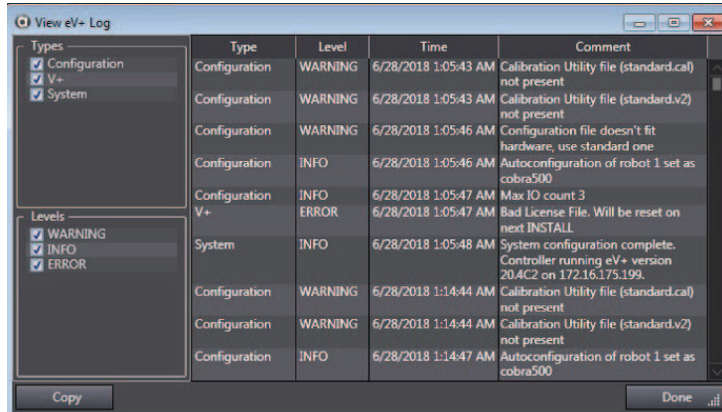 View eV+ Log
Types
Configuration
V+
System
Levels
WARNING
INFO
ERROR
Type Level Time Comment
Configuration WARNING 6/28/2018 1:05:43 AM Calibration Utility file (standard.cal)
not present
Configuration WARNING 6/28/2018 1:05:43 AM Calibration Utility file (standard.v2)
not present
Configuration WARNING 6/28/2018 1:05:46 AM Configuration file doesn't fit
hardware, use standard one
Configuration INFO 6/28/2018 1:05:46 AM Autoconfiguration of robot 1 set as
cobra500
Configuration INFO 6/28/2018 1:05:47 AM Max IO count 3
V+ ERROR 6/28/2018 1:05:47 AM Bad License File. Will be reset on
next INSTALL
System INFO 6/28/2018 1:05:48 AM System configuration complete.
Controller running eV+ version
20.4C2 on 172.16.175.199.
Configuration WARNING 6/28/2018 1:14:44 AM Calibration Utility file (standard.cal)
not present
Configuration WARNING 6/28/2018 1:14:44 AM Calibration Utility file (standard.v2)
not present
Configuration INFO 6/28/2018 1:14:47 AM Autoconfiguration of robot 1 set as
cobra500
Copy Done